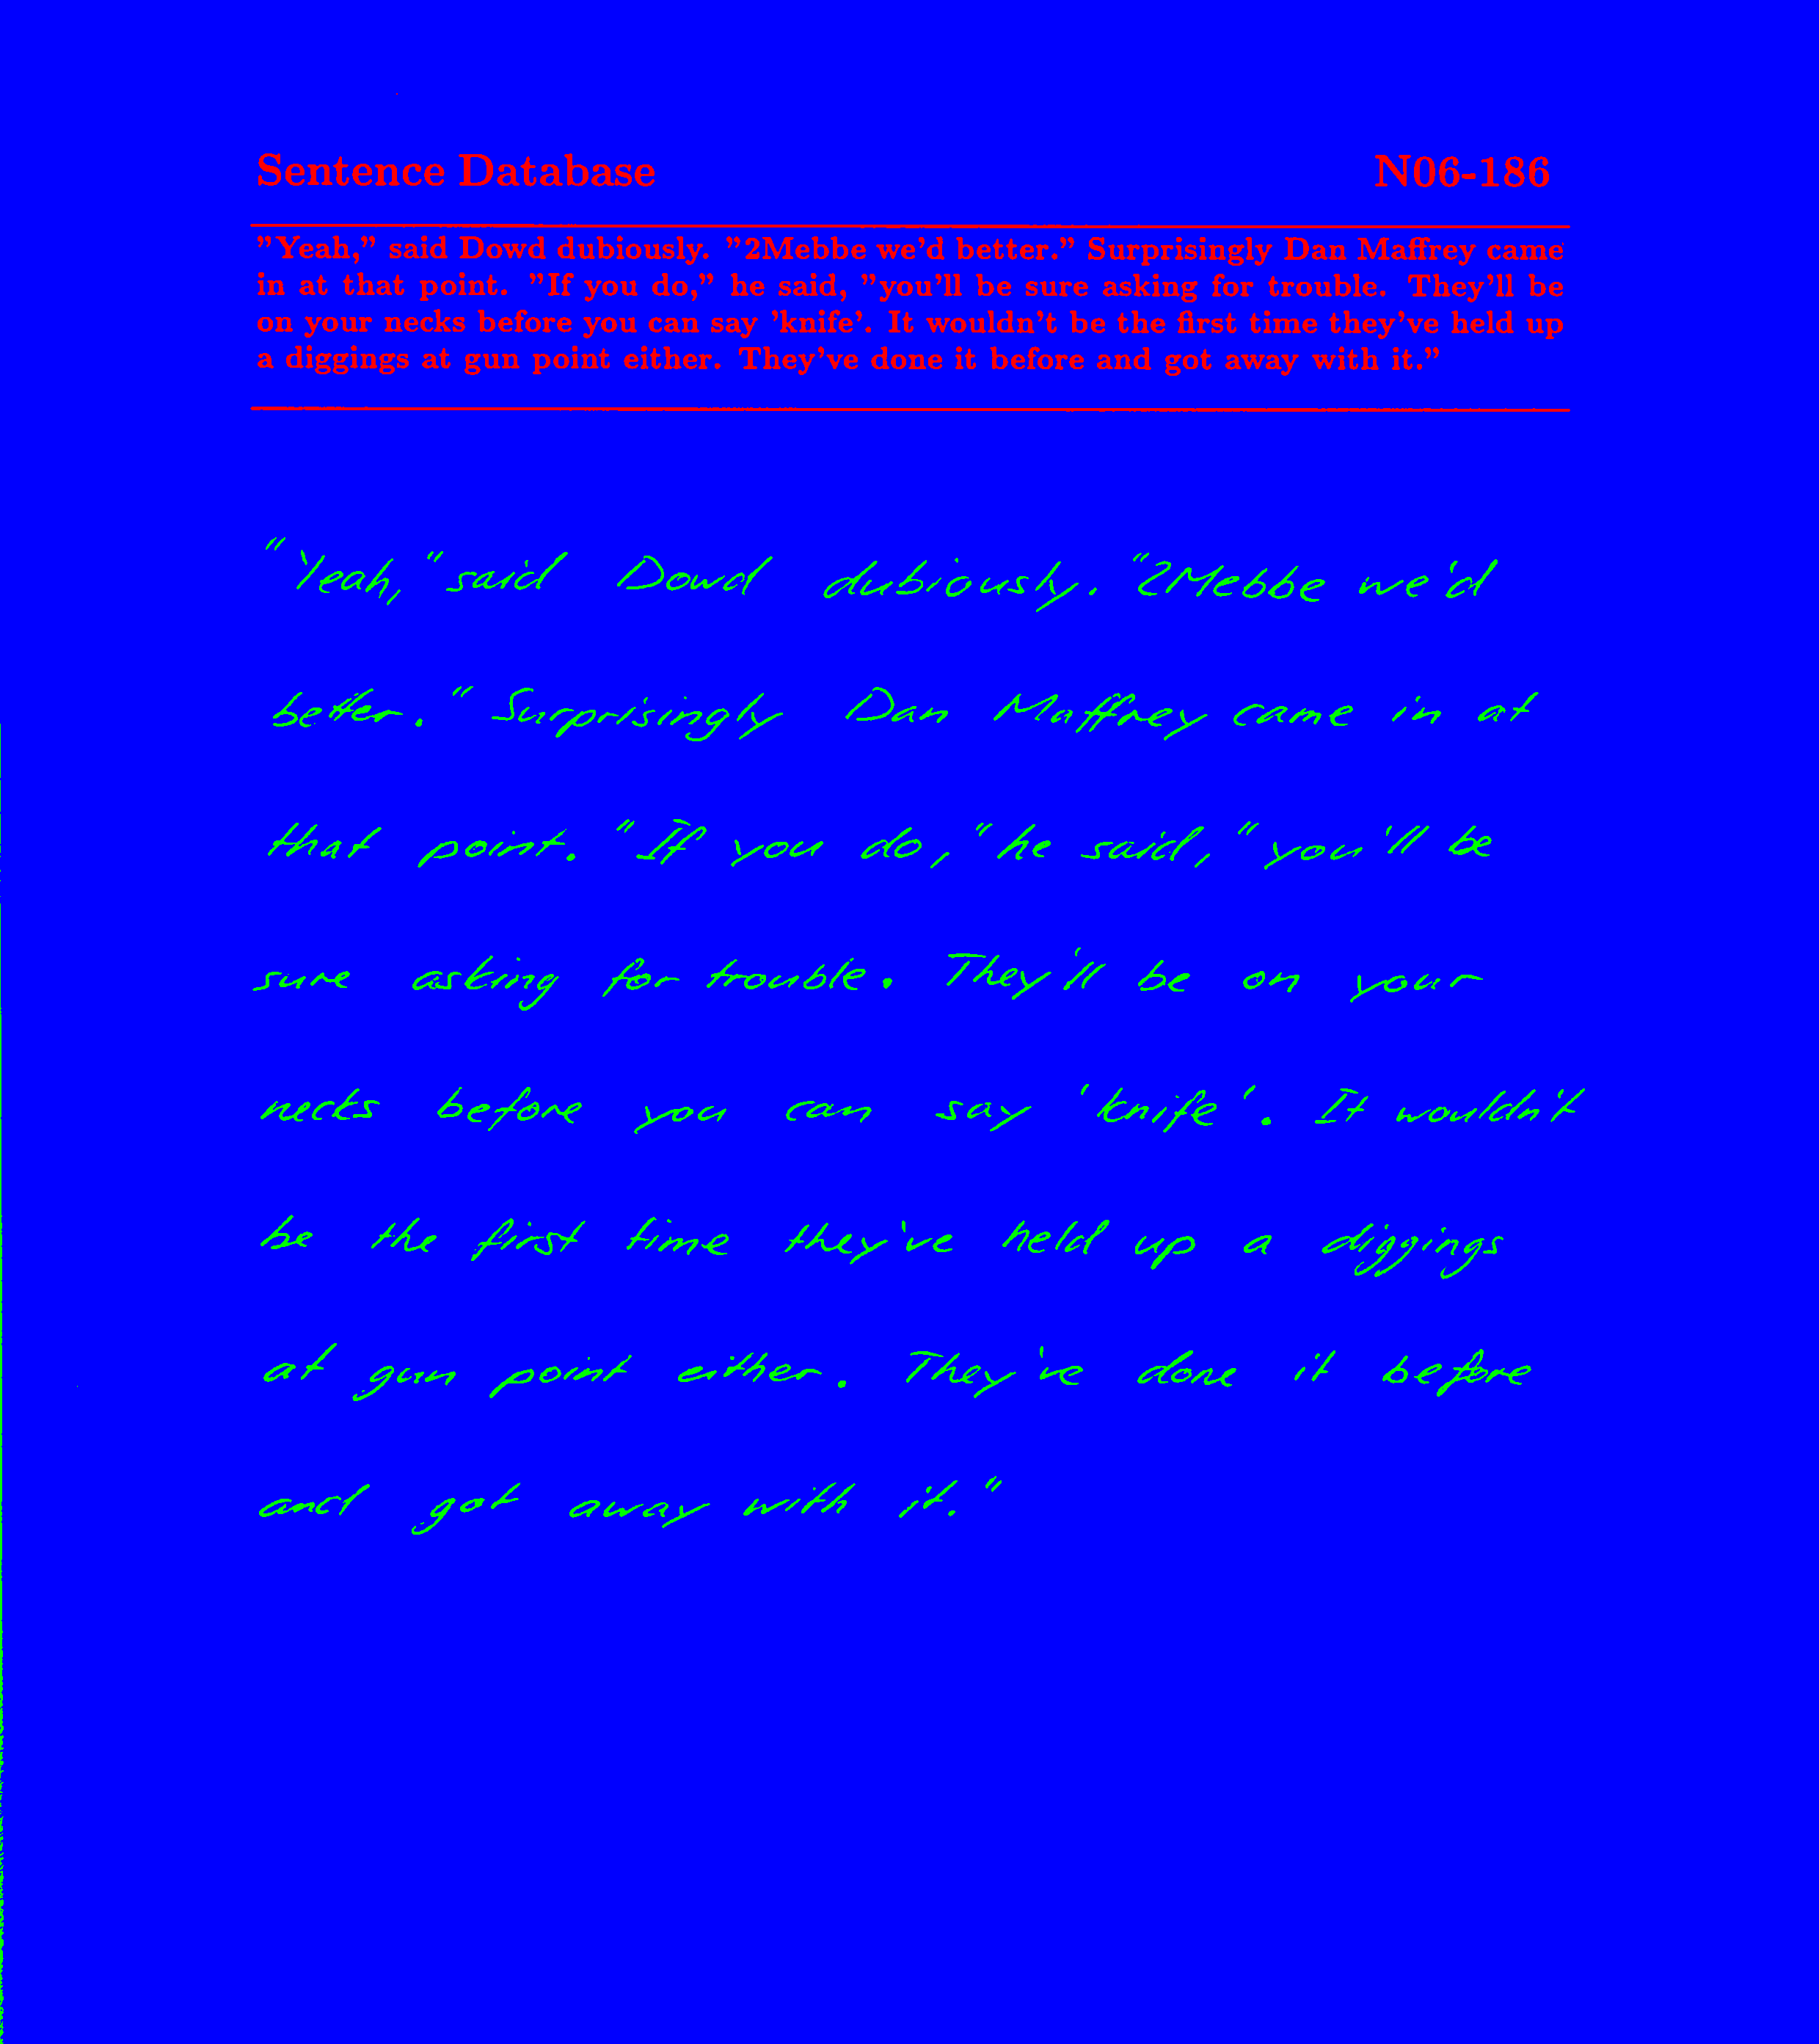 Sentence Database N06-186
"Yeah," said Dowd dubiously. "2Mebbe we'd better." Surprisingly Dan Maffrey came
in at that point. "If you do," he said, "you'll be sure asking for trouble. They'll be
on your necks before you can say 'knife'. It wouldn't be the first time they've held up
a diggings at gun point either. They've done it before and got away with it."
"Yeah," said Dowd dubiously. "2Mebbe we'd
better." Surprisingly Dan Maffrey came in at
that point. "If you do," he said, "you'll be
sure asking for trouble. They'll be on your
necks before you can say 'knife'. It wouldn't
be the first time they've held up a diggings
at gun point either. They've done it before
and got away with it."